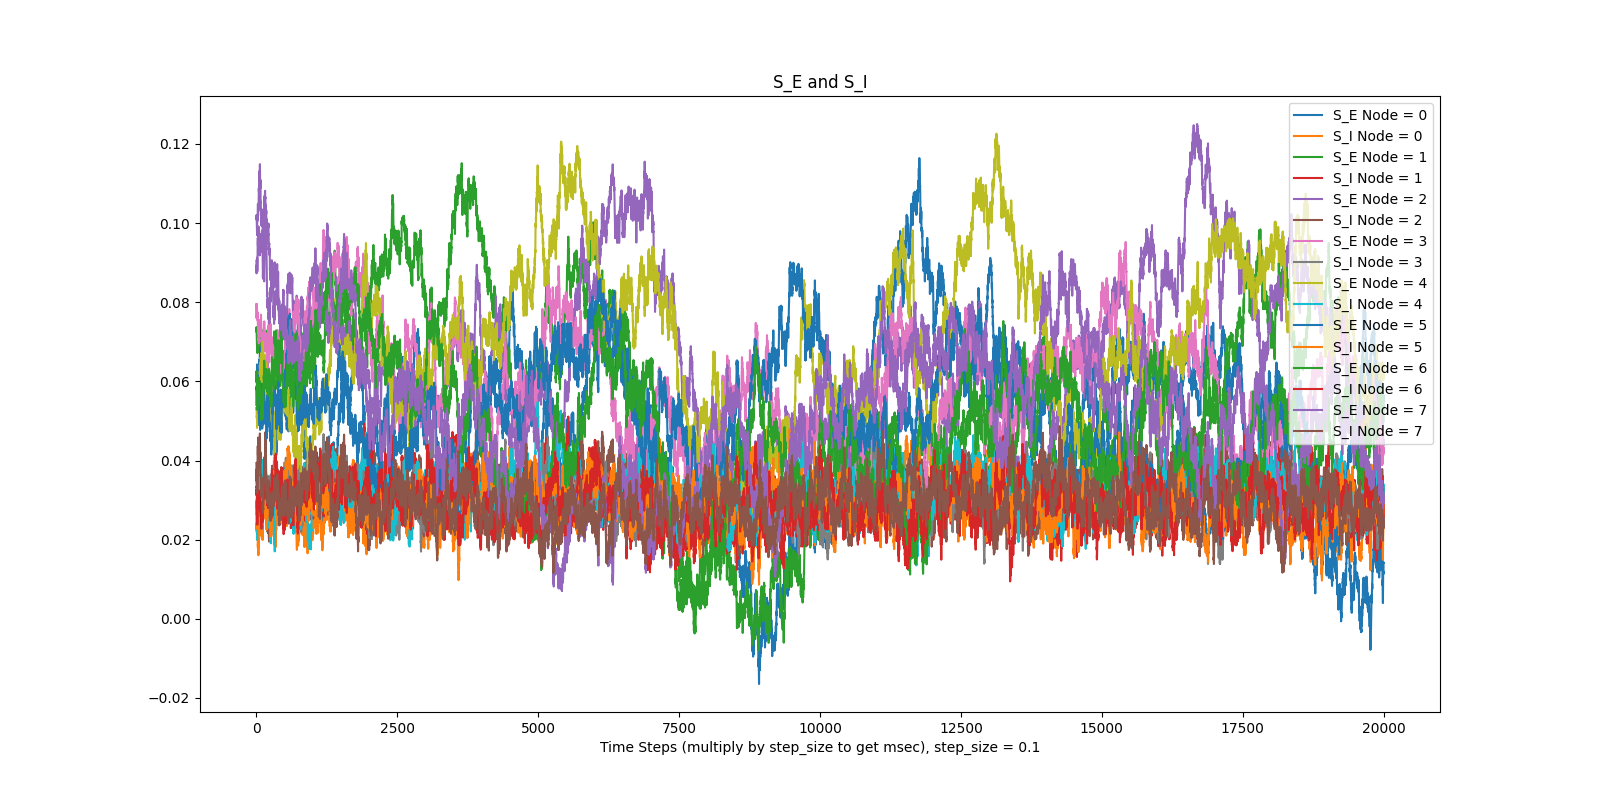 S_E and S_I
S_E Node = 0
S_I Node = 0
S_E Node = 1
S_I Node = 1
S_E Node = 2
S_I Node = 2
S_E Node = 3
S_I Node = 3
S_E Node = 4
S_I Node = 4
S_E Node = 5
S_I Node = 5
S_E Node = 6
S_I Node = 6
S_E Node = 7
S_I Node = 7
0.12
0.10
0.08
0.06
0.04
0.02
0.00
−0.02
0 2500 5000 7500 10000 12500 15000 17500 20000
Time Steps (multiply by step_size to get msec), step_size = 0.1